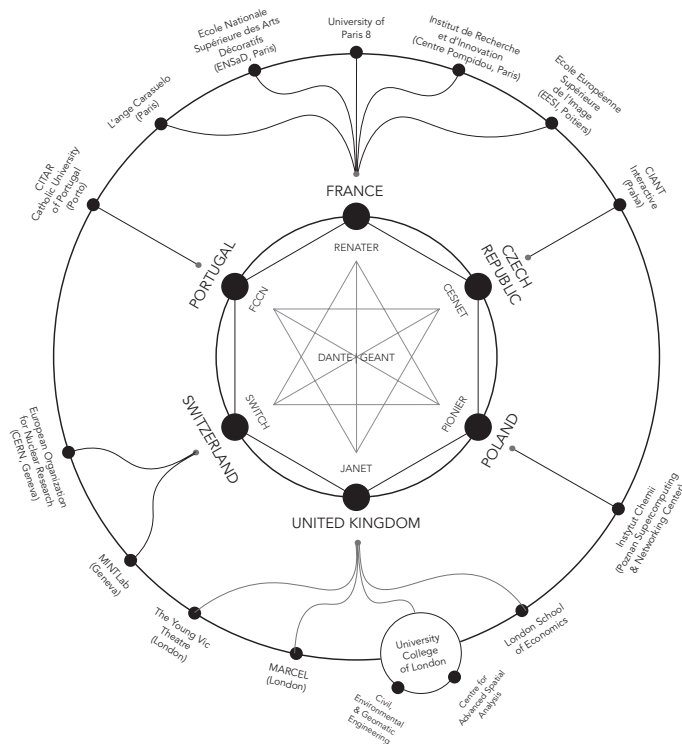 Ecole Nationale
Supérieure des Arts
Décoratifs
(ENSaD, Paris)
University of
Paris 8
Institut de Recherche
et d'Innovation
(Centre Pompidou, Paris)
Ecole Européenne
Supérieure
de l'Image
(EESI, Poitiers)
L'ange Carasuelo
(Paris)
CITAR
Catholic University
of Portugal
(Porto)
CIANT
Interactive
(Praha)
FRANCE
RENATER
PORTUGAL
FCCN
CZECH
REPUBLIC
CESNET
DANTE GEANT
SWITZERLAND
SWITCH
POLAND
PIONIER
JANET
UNITED KINGDOM
European Organization
for Nuclear Research
(CERN, Geneva)
MINTLab
(Geneva)
Instytut Chemii
(Poznan Supercomputing
& Networking Center)
The Young Vic
Theatre
(London)
MARCEL
(London)
University
College
of London
London School
of Economics
Civil,
Environmental
& Geomatic
Engineering
Centre for
Advanced Spatial
Analysis